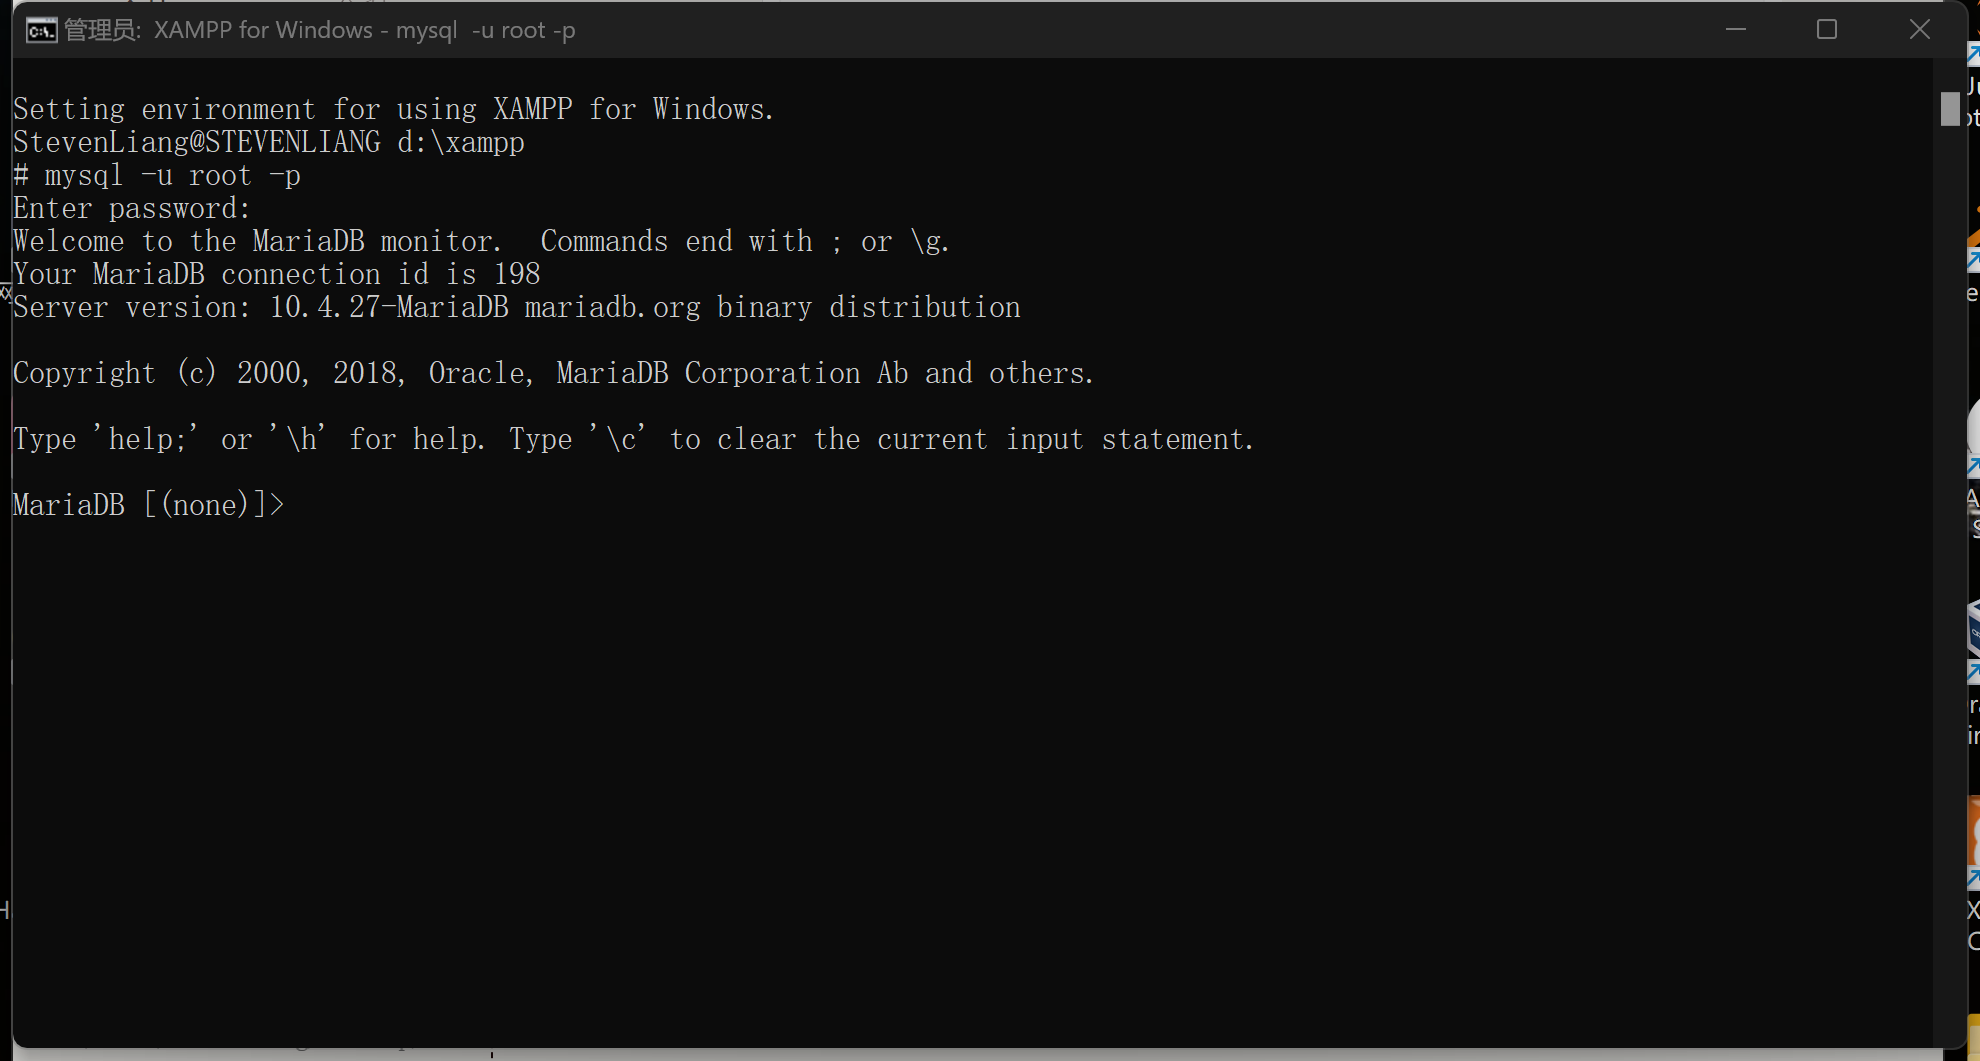 管理员: XAMPP for Windows - mysql  -u root -p
Setting environment for using XAMPP for Windows.
StevenLiang@STEVENLIANG d:\xampp
# mysql -u root -p
Enter password:
Welcome to the MariaDB monitor.  Commands end with ; or \g.
Your MariaDB connection id is 198
Server version: 10.4.27-MariaDB mariadb.org binary distribution
Copyright (c) 2000, 2018, Oracle, MariaDB Corporation Ab and others.
Type 'help;' or '\h' for help. Type '\c' to clear the current input statement.
MariaDB [(none)]>